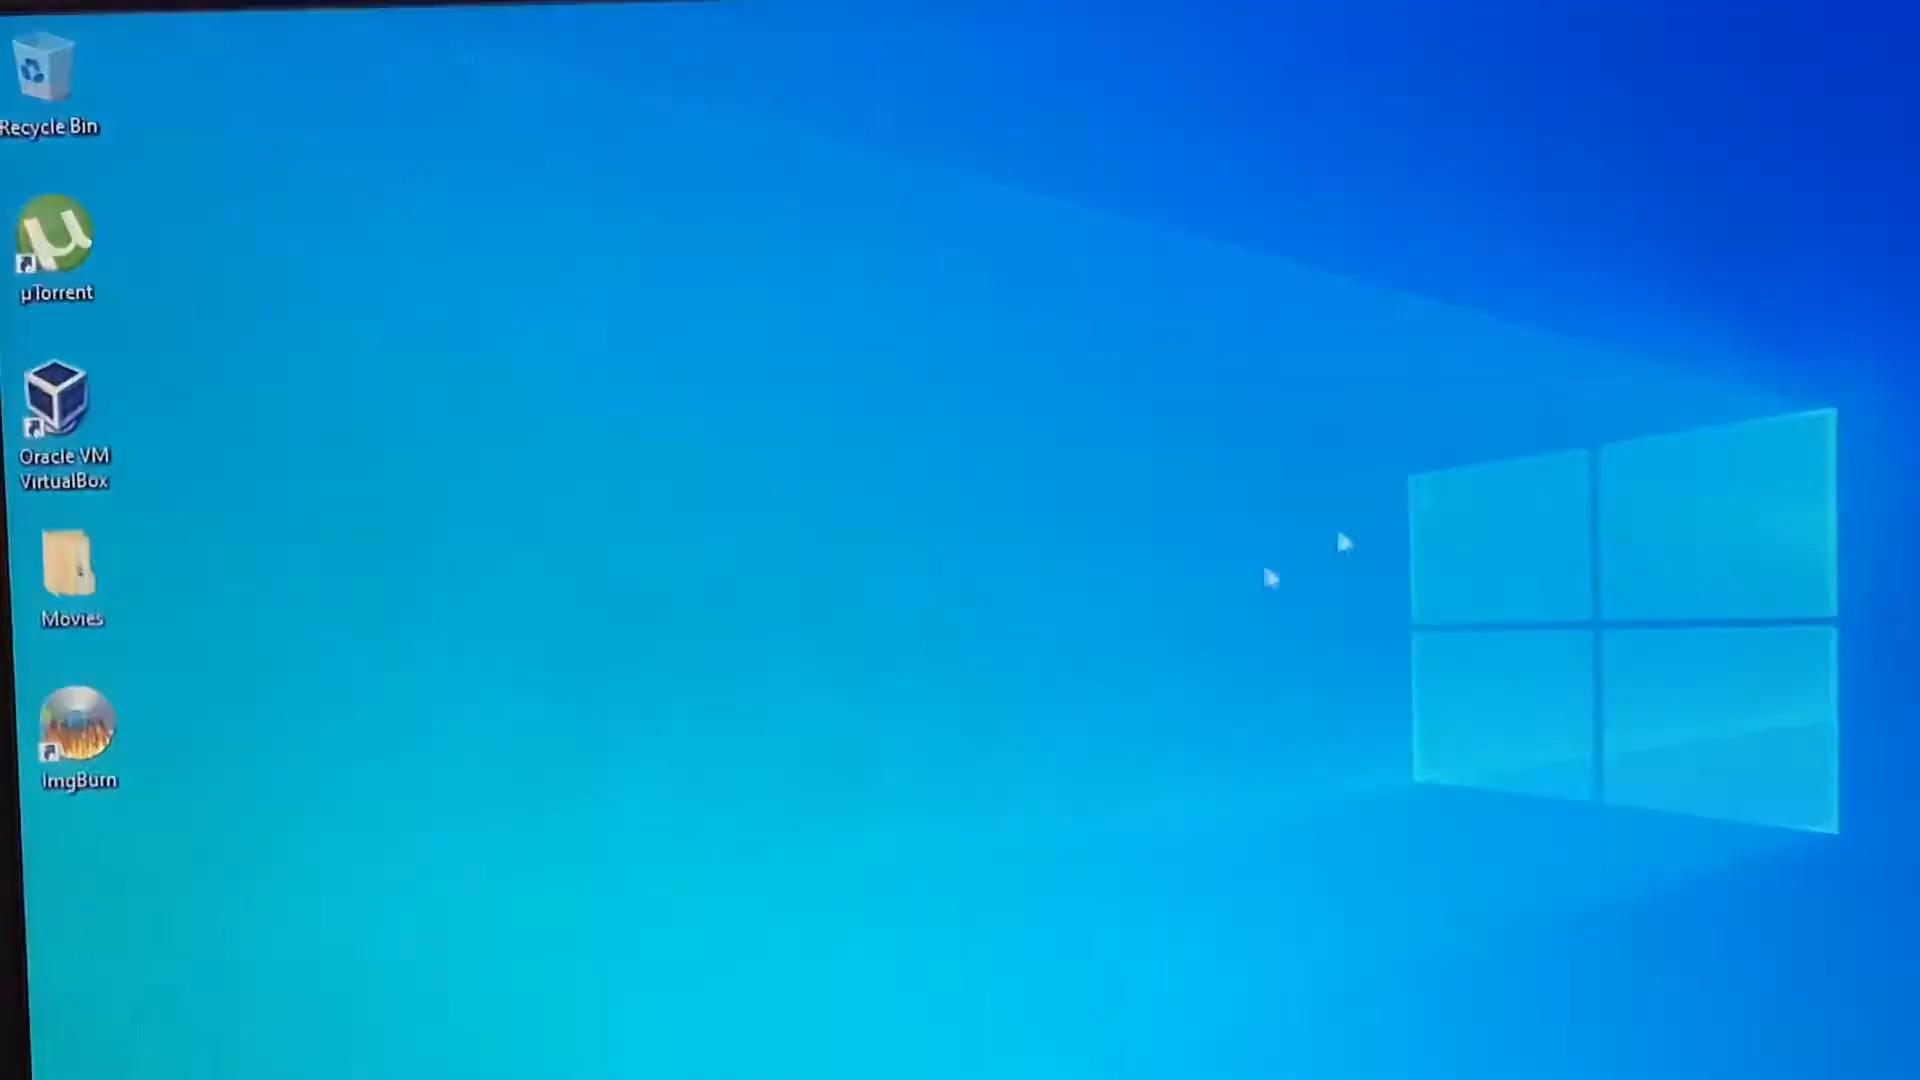 Recycle Bin
µTorrent
Oracle VM
VirtualBox
Movies
ImgBurn